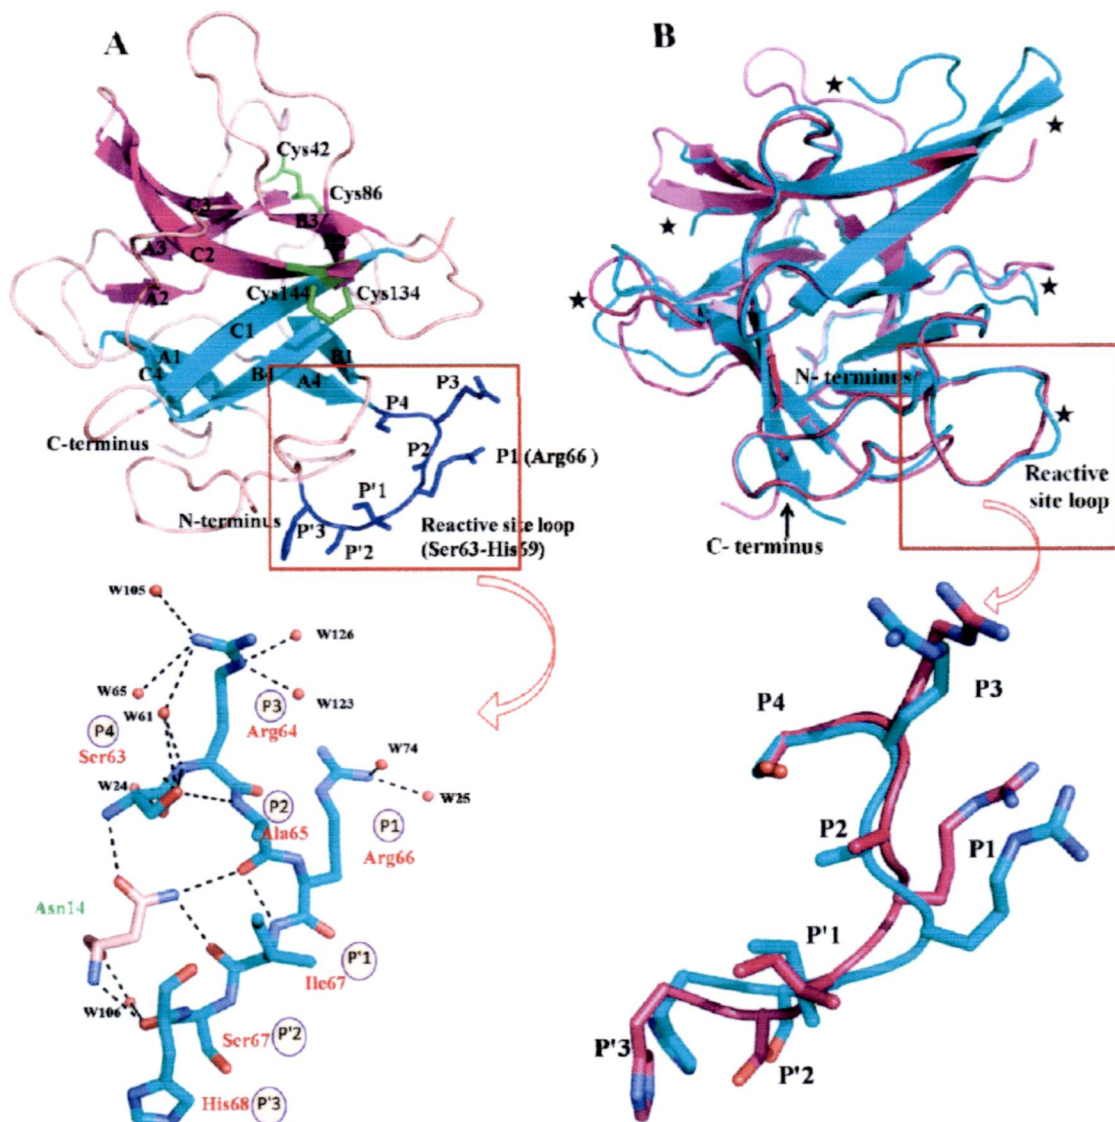 A
B
Cys42
Cys86
C3
B3
A3
C2
A2
Cys144
Cys134
C1
A1
B1
C4
B4
A4
P3
P4
C-terminus
P2
P1 (Arg66 )
P'1
N-terminus
P'3
P'2
Reactive site loop
(Ser63-His69)
N- terminus
Reactive
site loop
C- terminus
W105
W126
W65
W123
W61
P3
P4
Arg64
Ser63
W74
W24
W25
P2
Ala65
P1
Arg66
Asn14
P'1
Ile67
W106
Ser67
P'2
His68
P'3
P3
P4
P2
P1
P'1
P'3
P'2